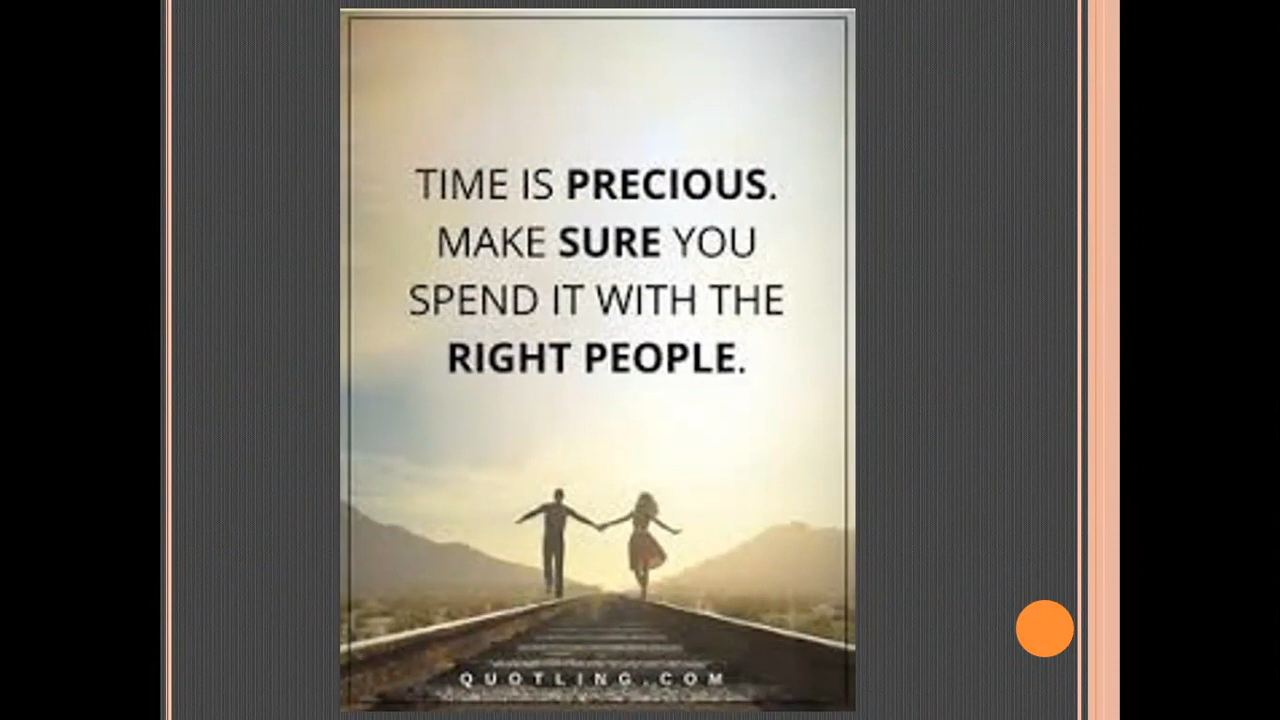 TIME IS PRECIOUS.
MAKE SURE YOU
SPEND IT WITH THE
RIGHT PEOPLE.
QUOTLING.COM